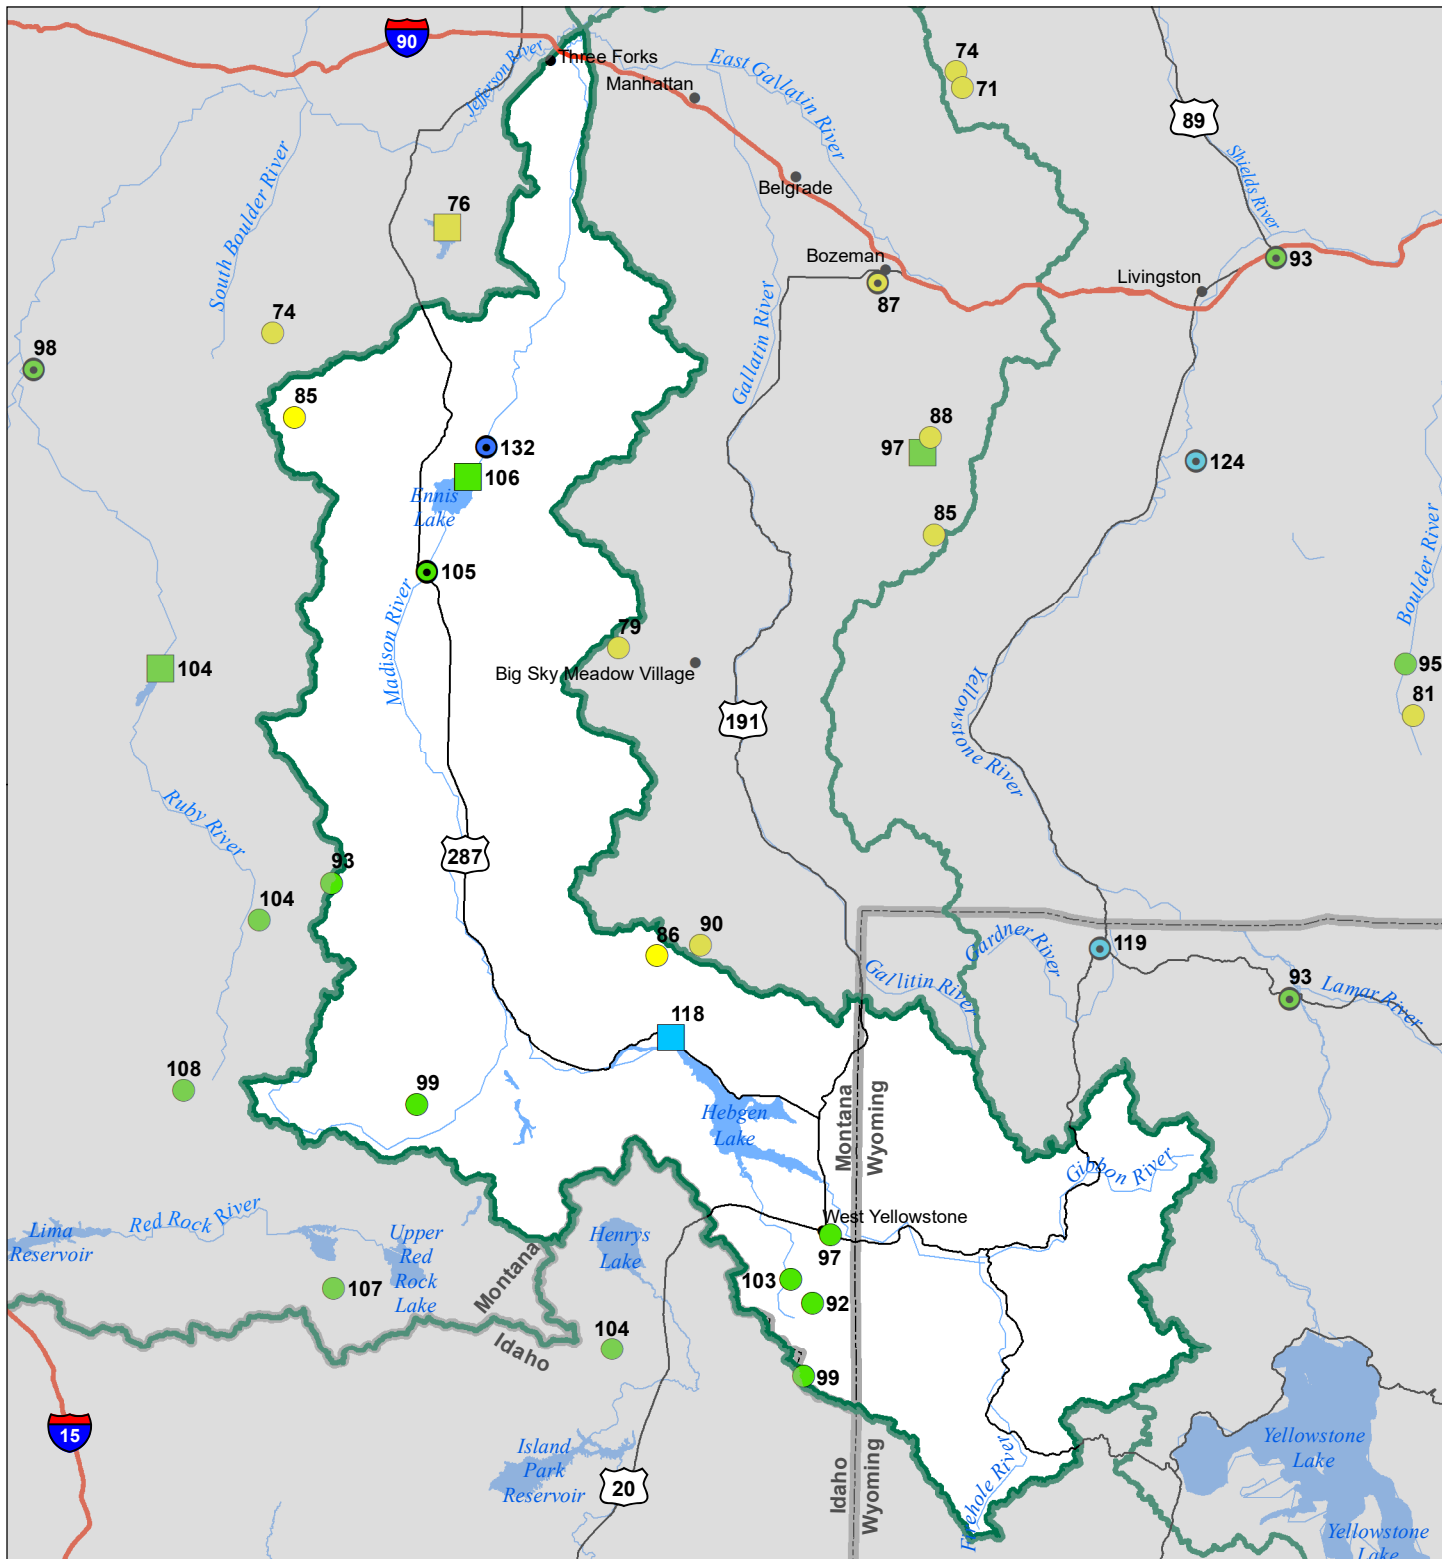 90
Three Forks
Jefferson River
Manhattan
East Gallatin River
74
71
89
Shields River
Belgrade
South Boulder River
76
Bozeman
87
Livingston
93
Gallatin River
74
98
85
132
106
Ennis
Lake
88
97
124
85
105
Madison River
Boulder River
79
Big Sky Meadow Village
104
95
81
191
Yellowstone River
Ruby River
287
93
104
86
90
Gallitin River
Gardner River
119
93
Lamar River
118
108
99
Hebgen
Lake
Montana
Wyoming
Gibbon River
West Yellowstone
97
Lima
Reservoir
Red Rock River
Upper
Red
Rock
Lake
Henrys
Lake
Montana
Idaho
107
103
92
104
99
15
Island
Park
Reservoir
20
Idaho
Wyoming
Firehole River
Yellowstone
Lake
Yellowstone
Lake